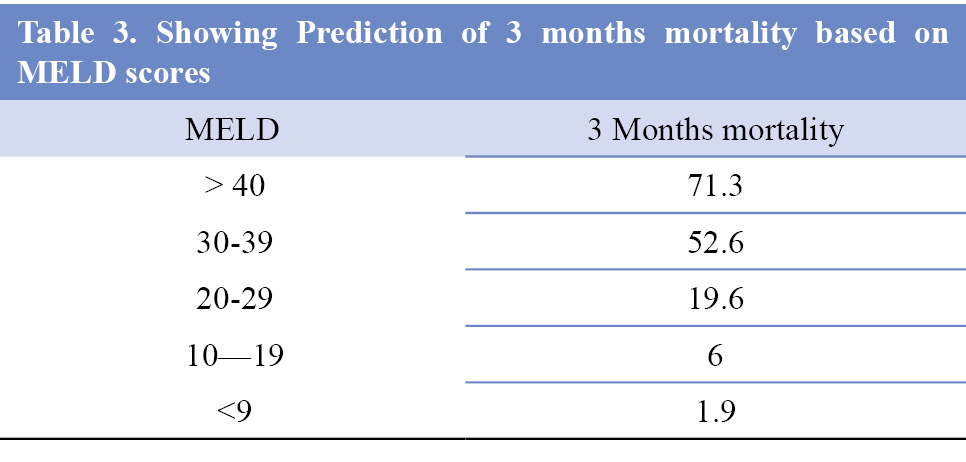 Table 3. Showing Prediction of 3 months mortality based on
MELD scores
MELD 3 Months mortality
> 40 71.3
30-39 52.6
20-29 19.6
10—19 6
<9 1.9